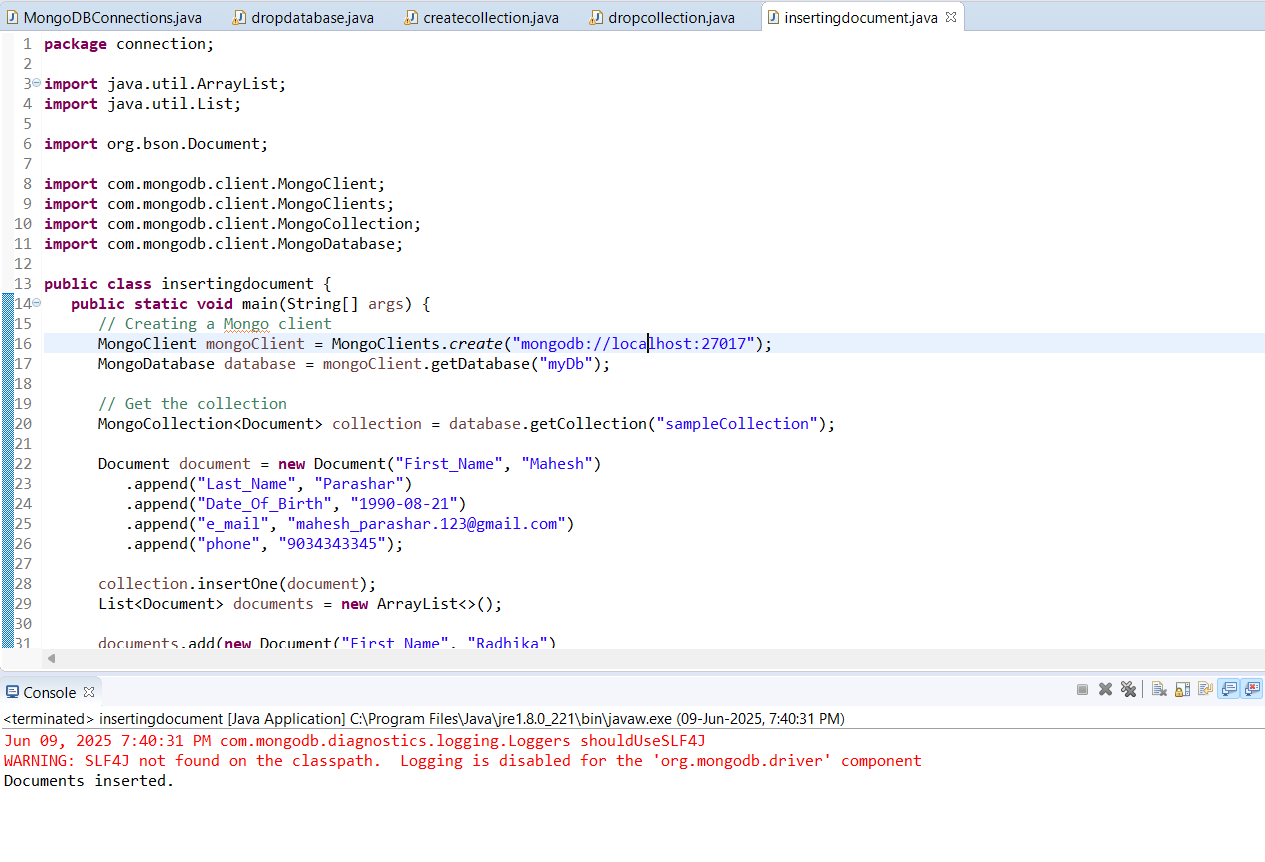 MongoDBConnections.java dropdatabase.java createcollection.java dropcollection.java insertingdocument.java
1 package connection;
2
3 import java.util.ArrayList;
4 import java.util.List;
5
6 import org.bson.Document;
7
8 import com.mongodb.client.MongoClient;
9 import com.mongodb.client.MongoClients;
10 import com.mongodb.client.MongoCollection;
11 import com.mongodb.client.MongoDatabase;
12
13 public class insertingdocument {
14 public static void main(String[] args) {
15 // Creating a Mongo client
16 MongoClient mongoClient = MongoClients.create("mongodb://localhost:27017");
17 MongoDatabase database = mongoClient.getDatabase("myDb");
18
19 // Get the collection
20 MongoCollection<Document> collection = database.getCollection("sampleCollection");
21
22 Document document = new Document("First_Name", "Mahesh")
23 .append("Last_Name", "Parashar")
24 .append("Date_Of_Birth", "1990-08-21")
25 .append("e_mail", "mahesh_parashar.123@gmail.com")
26 .append("phone", "9034343345");
27
28 collection.insertOne(document);
29 List<Document> documents = new ArrayList<>();
30
31 documents.add(new Document("First_Name", "Radhika")
Console
<terminated> insertingdocument [Java Application] C:\Program Files\Java\jre1.8.0_221\bin\javaw.exe (09-Jun-2025, 7:40:31 PM)
Jun 09, 2025 7:40:31 PM com.mongodb.diagnostics.logging.Loggers shouldUseSLF4J
WARNING: SLF4J not found on the classpath.  Logging is disabled for the 'org.mongodb.driver' component
Documents inserted.